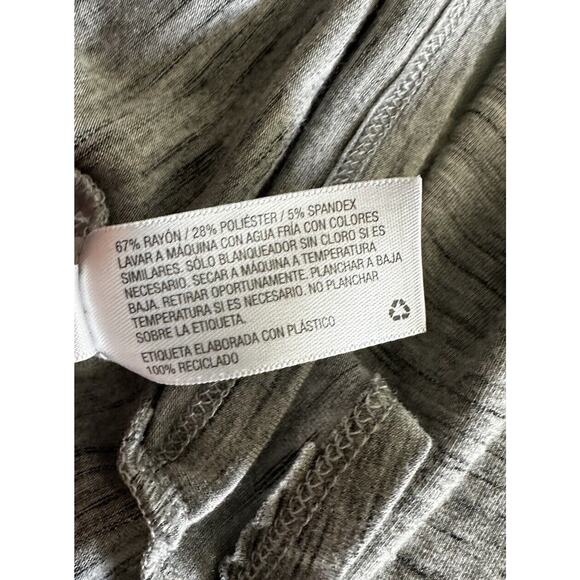 67% RAYÓN / 28% POLIÉSTER / 5% SPANDEX
LAVAR A MÁQUINA CON AGUA FRÍA CON COLORES
SIMILARES. SÓLO BLANQUEADOR SIN CLORO SI ES
NECESARIO. SECAR A MÁQUINA A TEMPERATURA
BAJA. RETIRAR OPORTUNAMENTE. PLANCHAR A BAJA
TEMPERATURA SI ES NECESARIO. NO PLANCHAR
SOBRE LA ETIQUETA.
ETIQUETA ELABORADA CON PLÁSTICO
100% RECICLADO